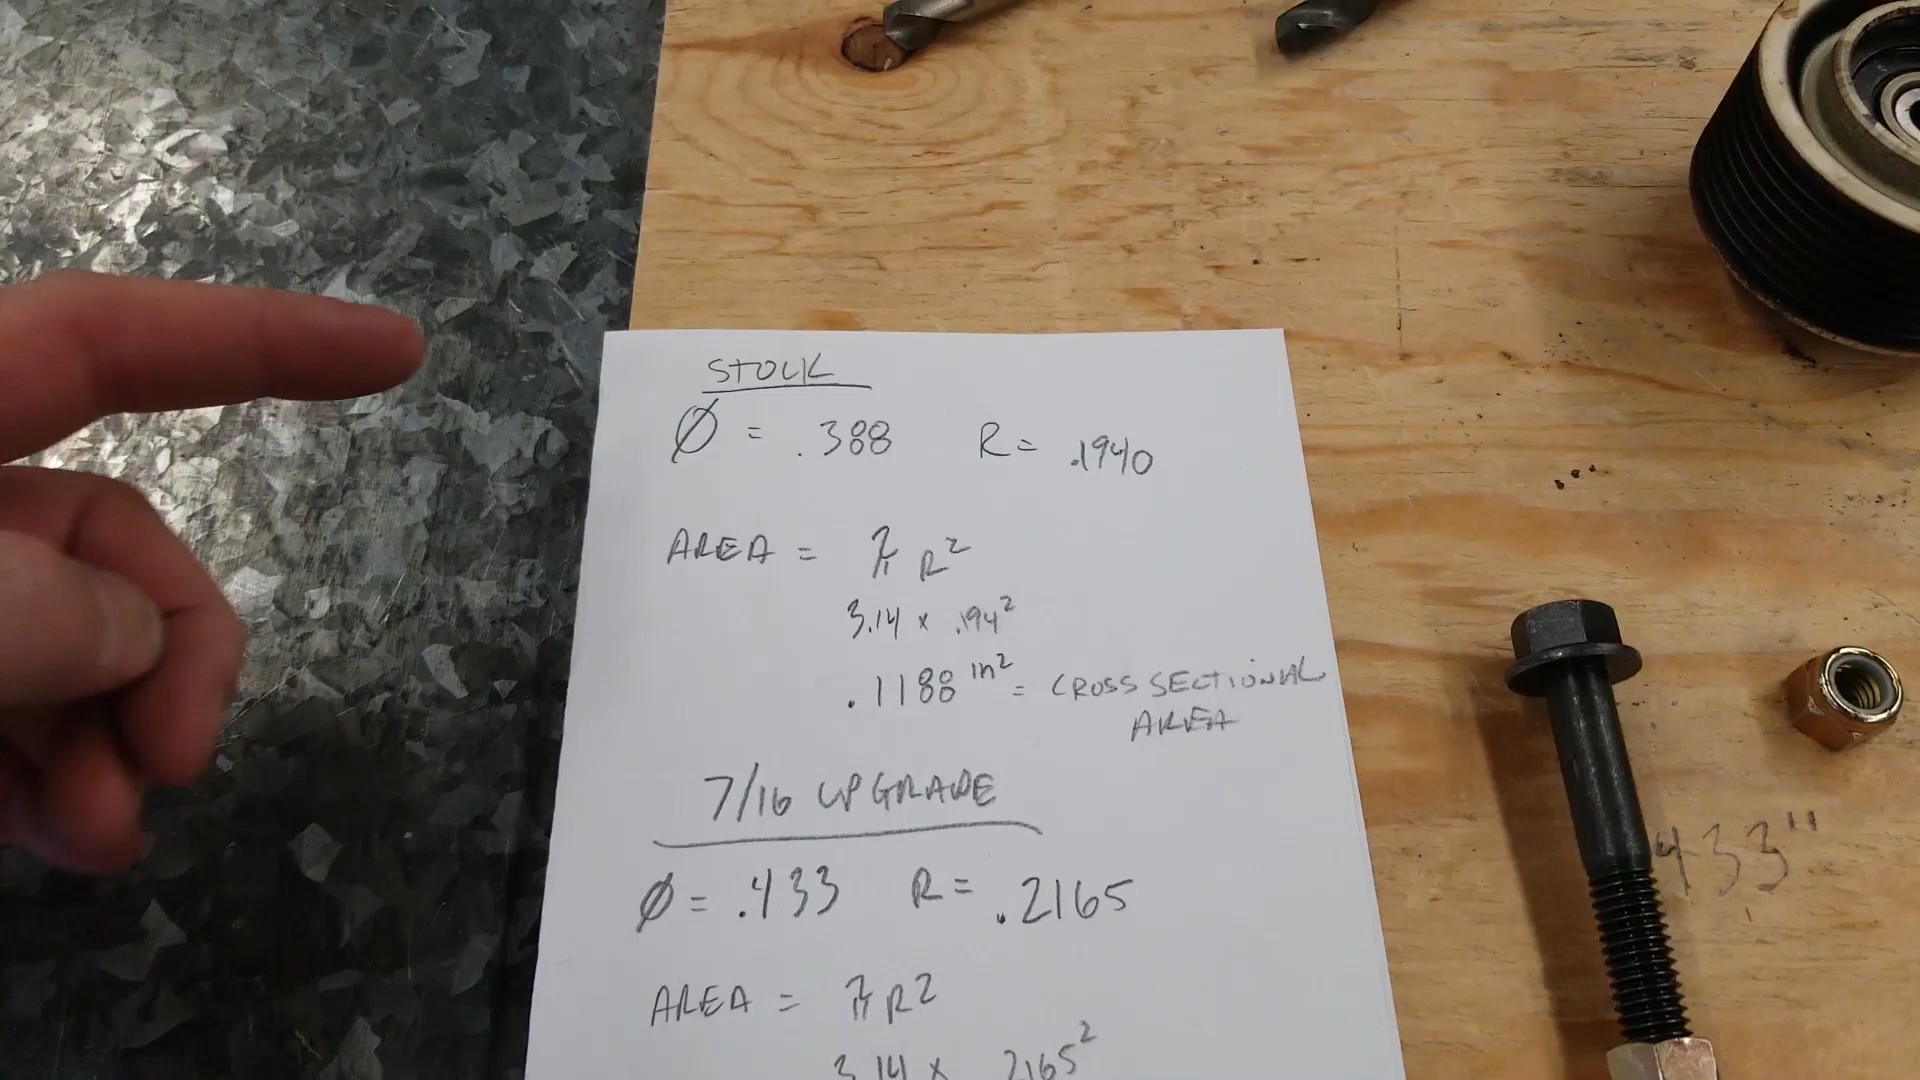 STOCK
Ø = .388 R = .1940
AREA = π R²
3.14 x .194²
.1188 in² = CROSS SECTIONAL
AREA
7/16 UPGRADE
Ø = .433 R = .2165
AREA = π R²
3.14 x .2165²
433"